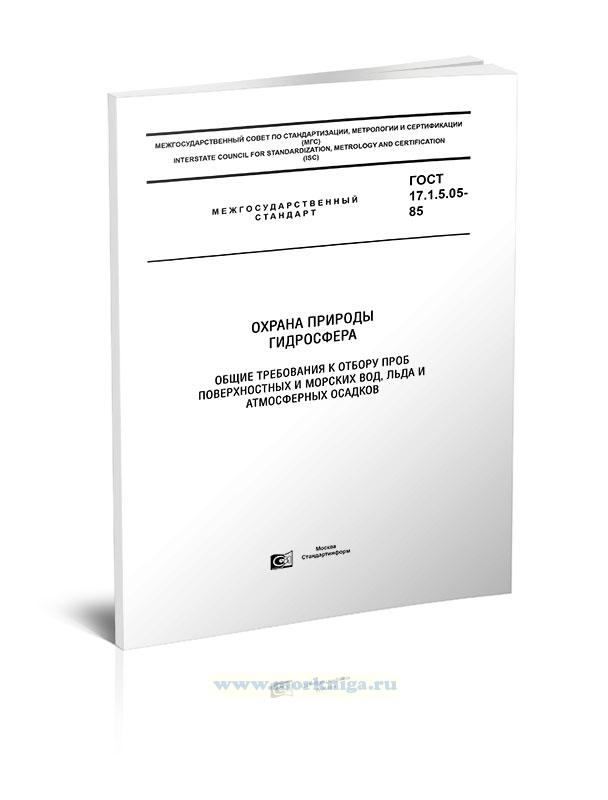 МЕЖГОСУДАРСТВЕННЫЙ СОВЕТ ПО СТАНДАРТИЗАЦИИ, МЕТРОЛОГИИ И СЕРТИФИКАЦИИ
(МГС)
INTERSTATE COUNCIL FOR STANDARDIZATION, METROLOGY AND CERTIFICATION
(ISC)
МЕЖГОСУДАРСТВЕННЫЙ
СТАНДАРТ
ГОСТ
17.1.5.05-
85
ОХРАНА ПРИРОДЫ
ГИДРОСФЕРА
ОБЩИЕ ТРЕБОВАНИЯ К ОТБОРУ ПРОБ
ПОВЕРХНОСТНЫХ И МОРСКИХ ВОД, ЛЬДА И
АТМОСФЕРНЫХ ОСАДКОВ
Москва
Стандартинформ
www.morkniga.ru